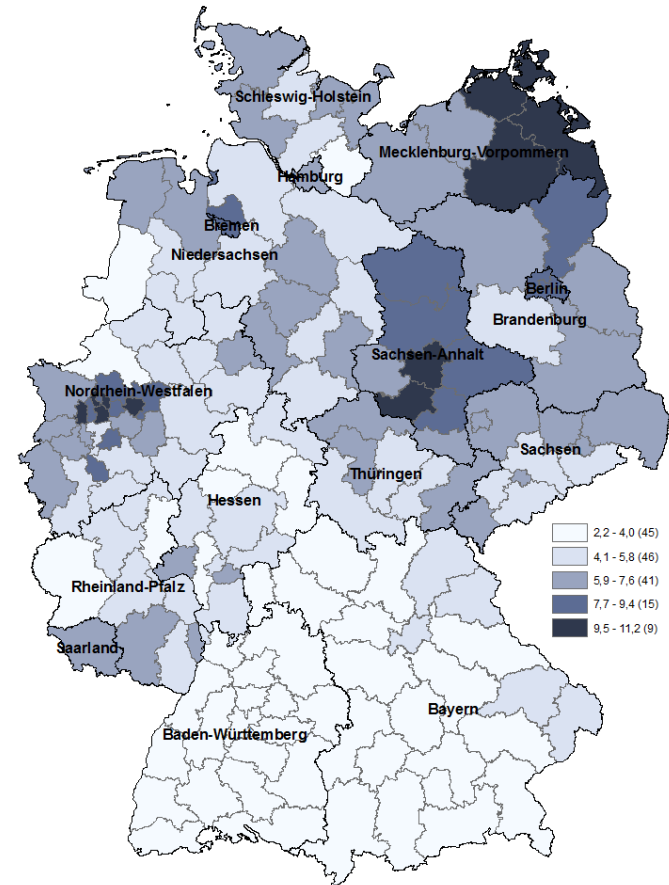 Schleswig-Holstein
Mecklenburg-Vorpommern
Hamburg
Bremen
Niedersachsen
Berlin
Brandenburg
Sachsen-Anhalt
Nordrhein-Westfalen
Sachsen
Thüringen
Hessen
2,2 - 4,0 (45)
4,1 - 5,8 (46)
5,9 - 7,6 (41)
7,7 - 9,4 (15)
9,5 - 11,2 (9)
Rheinland-Pfalz
Saarland
Bayern
Baden-Württemberg